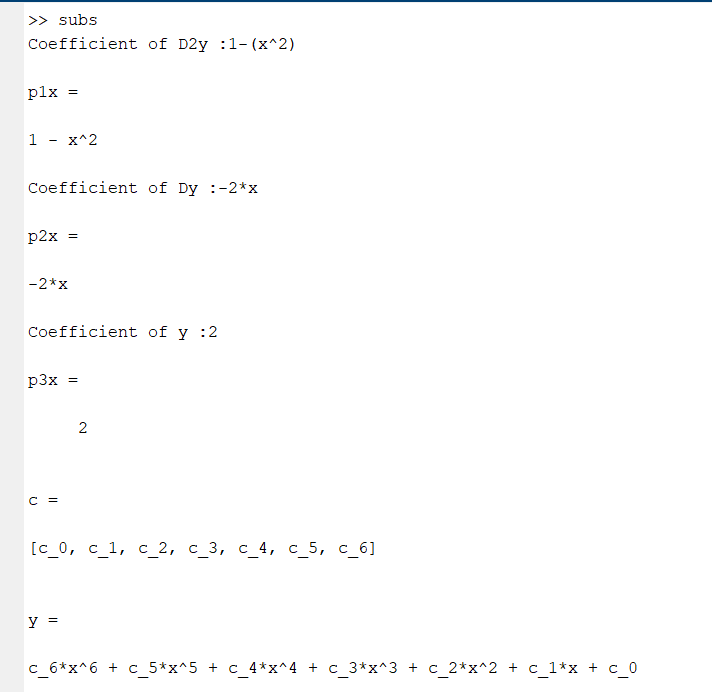 >> subs
Coefficient of D2y :1-(x^2)
p1x =
1 - x^2
Coefficient of Dy :-2*x
p2x =
-2*x
Coefficient of y :2
p3x =
2
c =
[c_0, c_1, c_2, c_3, c_4, c_5, c_6]
y =
c_6*x^6 + c_5*x^5 + c_4*x^4 + c_3*x^3 + c_2*x^2 + c_1*x + c_0